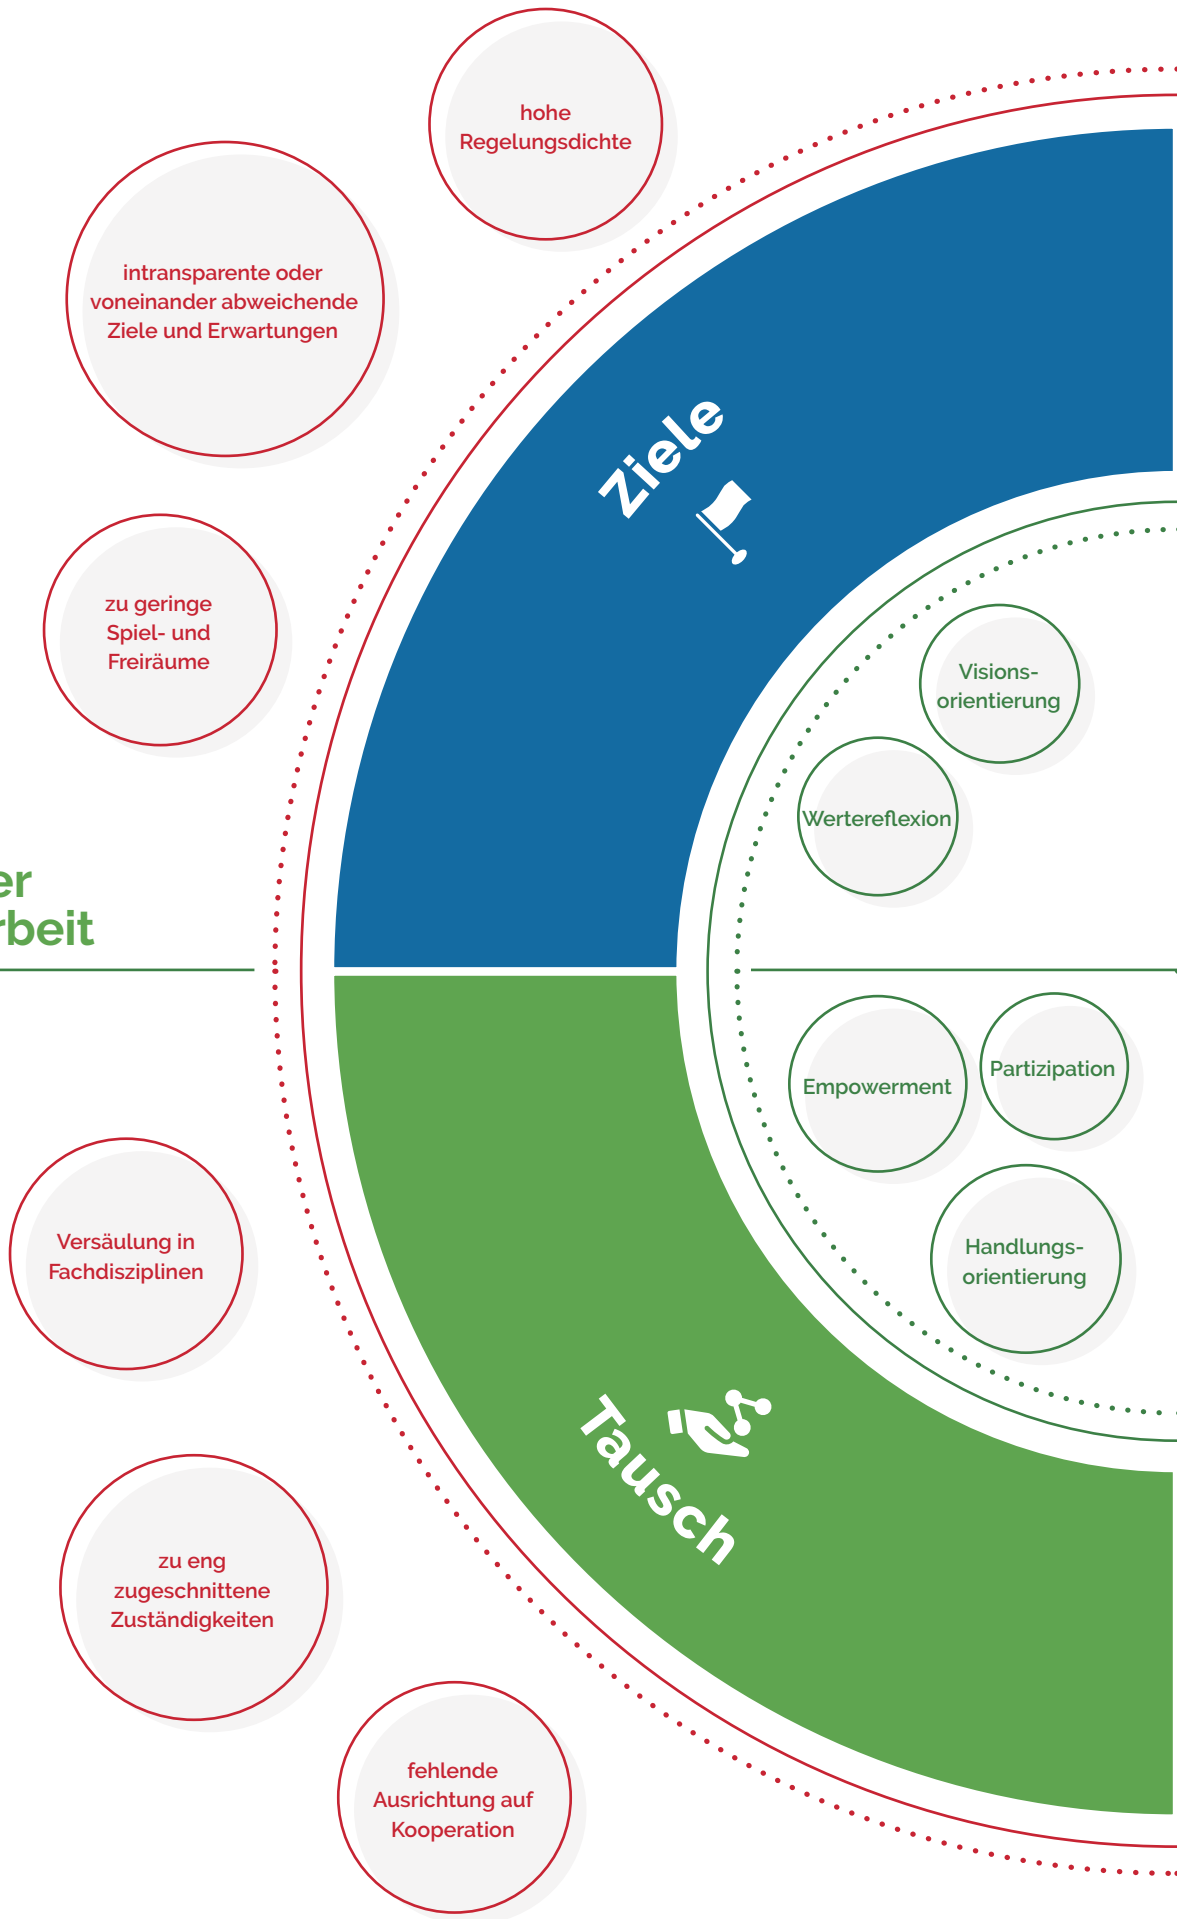 hohe
Regelungsdichte
intransparente oder
voneinander abweichende
Ziele und Erwartungen
Ziele
zu geringe
Spiel- und
Freiräume
Visions-
orientierung
Wertereflexion
er
rbeit
Empowerment
Partizipation
Handlungs-
orientierung
Versäulung in
Fachdisziplinen
Tausch
zu eng
zugeschnittene
Zuständigkeiten
fehlende
Ausrichtung auf
Kooperation